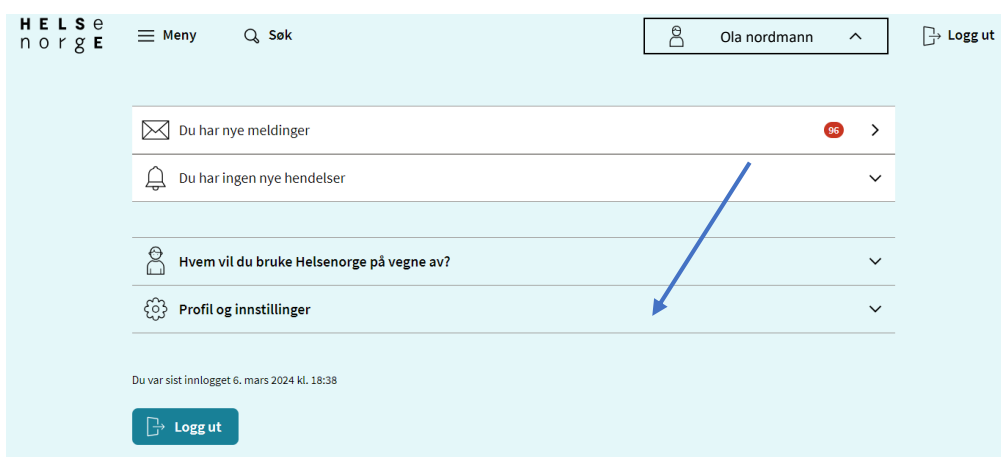 HELSe
norgE
Meny
Søk
Ola nordmann
Logg ut
Du har nye meldinger
96
Du har ingen nye hendelser
Hvem vil du bruke Helsenorge på vegne av?
Profil og innstillinger
Du var sist innlogget 6. mars 2024 kl. 18:38
Logg ut